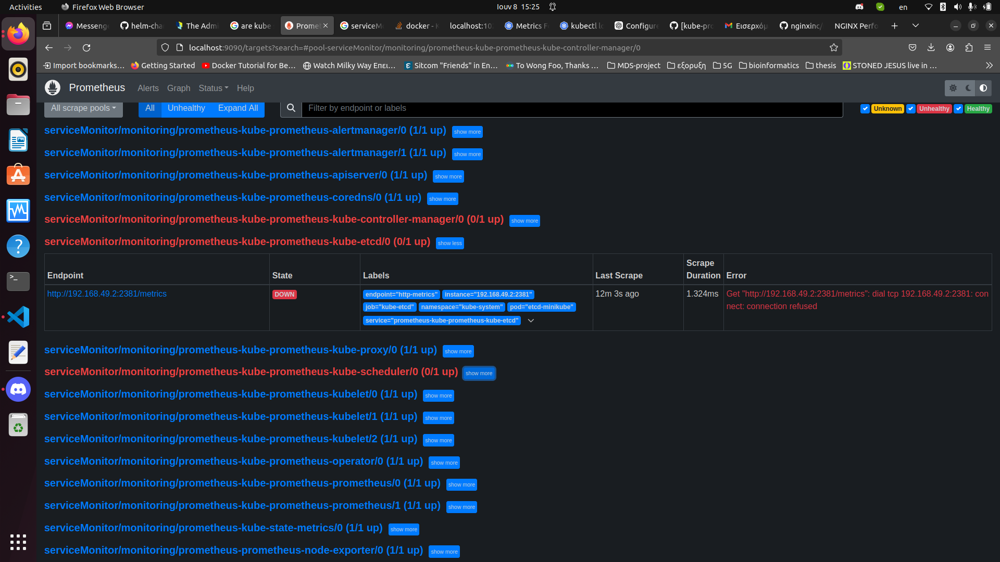 Activities
Firefox Web Browser
Ιουν 8 15:25
en
Messenge
helm-cha
The Admi
are kube
Promet
serviceMo
docker - K
localhost:10
Metrics F
kubectl lo
Configure
[kube-pro
Εισερχόμ
nginxinc/
NGINX Perfo
localhost:9090/targets?search=#pool-serviceMonitor/monitoring/prometheus-kube-prometheus-kube-controller-manager/0
Import bookmarks…
Getting Started
Docker Tutorial for Be…
Watch Milky Way Επει…
Sitcom "Friends" in En…
To Wong Foo, Thanks …
MDS-project
εξορυξη
5G
bioinformatics
thesis
STONED JESUS live in …
Prometheus
Alerts
Graph
Status
Help
All scrape pools
All
Unhealthy
Expand All
Filter by endpoint or labels
Unknown
Unhealthy
Healthy
serviceMonitor/monitoring/prometheus-kube-prometheus-alertmanager/0 (1/1 up) show more
serviceMonitor/monitoring/prometheus-kube-prometheus-alertmanager/1 (1/1 up) show more
serviceMonitor/monitoring/prometheus-kube-prometheus-apiserver/0 (1/1 up) show more
serviceMonitor/monitoring/prometheus-kube-prometheus-coredns/0 (1/1 up) show more
serviceMonitor/monitoring/prometheus-kube-prometheus-kube-controller-manager/0 (0/1 up) show more
serviceMonitor/monitoring/prometheus-kube-prometheus-kube-etcd/0 (0/1 up) show less
Endpoint
State
Labels
Last Scrape
Scrape
Duration
Error
http://192.168.49.2:2381/metrics
DOWN
endpoint="http-metrics" instance="192.168.49.2:2381"
job="kube-etcd" namespace="kube-system" pod="etcd-minikube"
service="prometheus-kube-prometheus-kube-etcd"
12m 3s ago
1.324ms
Get "http://192.168.49.2:2381/metrics": dial tcp 192.168.49.2:2381: con
nect: connection refused
serviceMonitor/monitoring/prometheus-kube-prometheus-kube-proxy/0 (1/1 up) show more
serviceMonitor/monitoring/prometheus-kube-prometheus-kube-scheduler/0 (0/1 up) show more
serviceMonitor/monitoring/prometheus-kube-prometheus-kubelet/0 (1/1 up) show more
serviceMonitor/monitoring/prometheus-kube-prometheus-kubelet/1 (1/1 up) show more
serviceMonitor/monitoring/prometheus-kube-prometheus-kubelet/2 (1/1 up) show more
serviceMonitor/monitoring/prometheus-kube-prometheus-operator/0 (1/1 up) show more
serviceMonitor/monitoring/prometheus-kube-prometheus-prometheus/0 (1/1 up) show more
serviceMonitor/monitoring/prometheus-kube-prometheus-prometheus/1 (1/1 up) show more
serviceMonitor/monitoring/prometheus-kube-state-metrics/0 (1/1 up) show more
serviceMonitor/monitoring/prometheus-prometheus-node-exporter/0 (1/1 up) show more